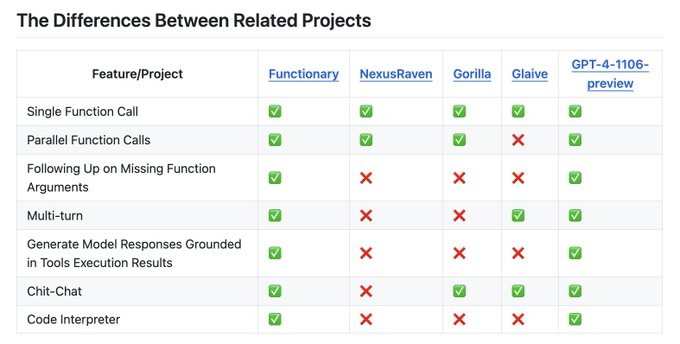 The Differences Between Related Projects
Feature/Project Functionary NexusRaven Gorilla Glaive GPT-4-1106-
preview
Single Function Call ✅ ✅ ✅ ✅ ✅
Parallel Function Calls ✅ ✅ ✅ ❌ ✅
Following Up on Missing Function
Arguments ✅ ❌ ❌ ❌ ✅
Multi-turn ✅ ❌ ❌ ✅ ✅
Generate Model Responses Grounded
in Tools Execution Results ✅ ❌ ❌ ❌ ✅
Chit-Chat ✅ ❌ ✅ ✅ ✅
Code Interpreter ✅ ❌ ❌ ❌ ✅